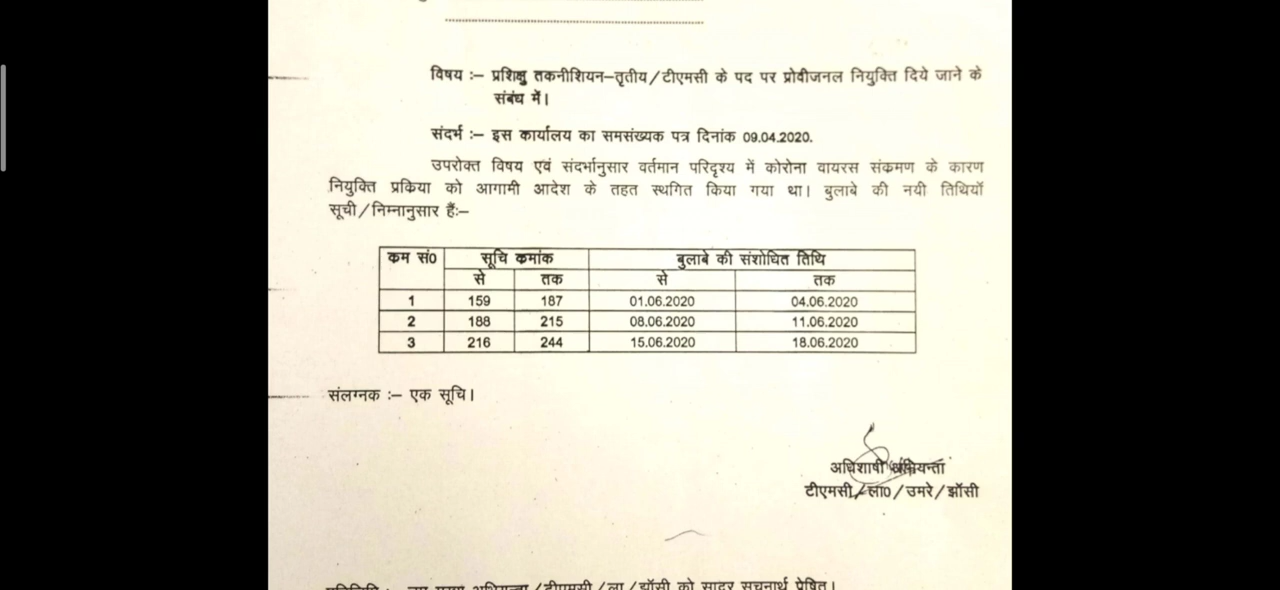 विषय :– प्रशिक्षु तकनीशियन–तृतीय/टीएमसी के पद पर प्रोवीजनल नियुक्ति दिये जाने के
संबंध में।
संदर्भ :– इस कार्यालय का समसंख्यक पत्र दिनांक 09.04.2020.
उपरोक्त विषय एवं संदर्भानुसार वर्तमान परिदृश्य में कोरोना वायरस संकमण के कारण
नियुक्ति प्रकिया को आगामी आदेश के तहत स्थगित किया गया था। बुलाबे की नयी तिथियॉ
सूची/निम्नानुसार हैंः–
कम सं0 सूचि कमांक बुलाबे की संशोधित तिथि
से तक से तक
1 159 187 01.06.2020 04.06.2020
2 188 215 08.06.2020 11.06.2020
3 216 244 15.06.2020 18.06.2020
संलग्नक :– एक सूचि।
अधिशाषी अभियन्ता
टीएमसी/ला0/उमरे/झॉसी
को सादर सूचनार्थ प्रेषित।